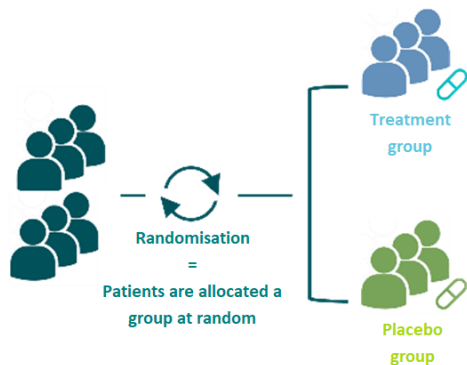 Treatment
group
Randomisation
=
Patients are allocated a
group at random
Placebo
group